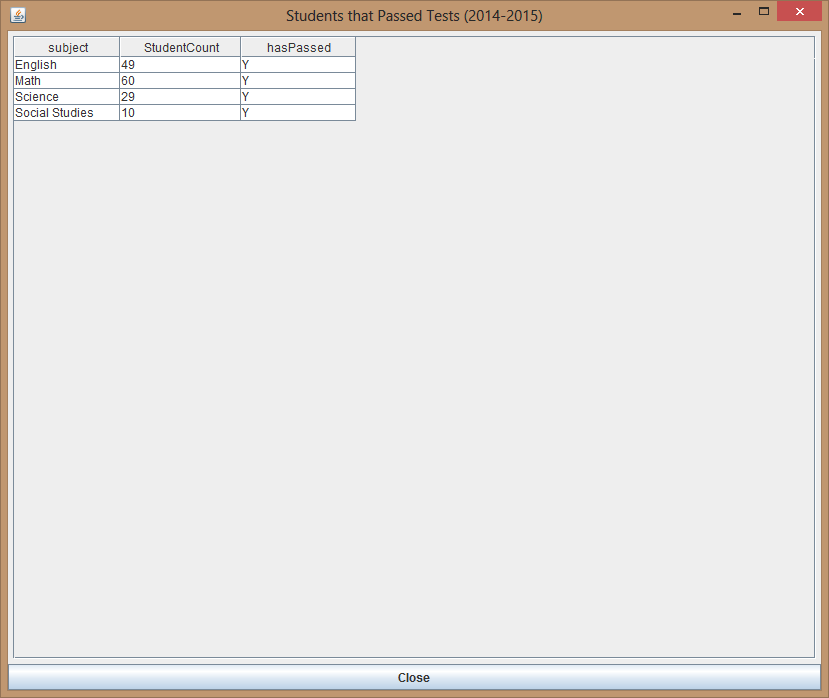 Students that Passed Tests (2014-2015)
subject StudentCount hasPassed
English 49 Y
Math 60 Y
Science 29 Y
Social Studies 10 Y
Close